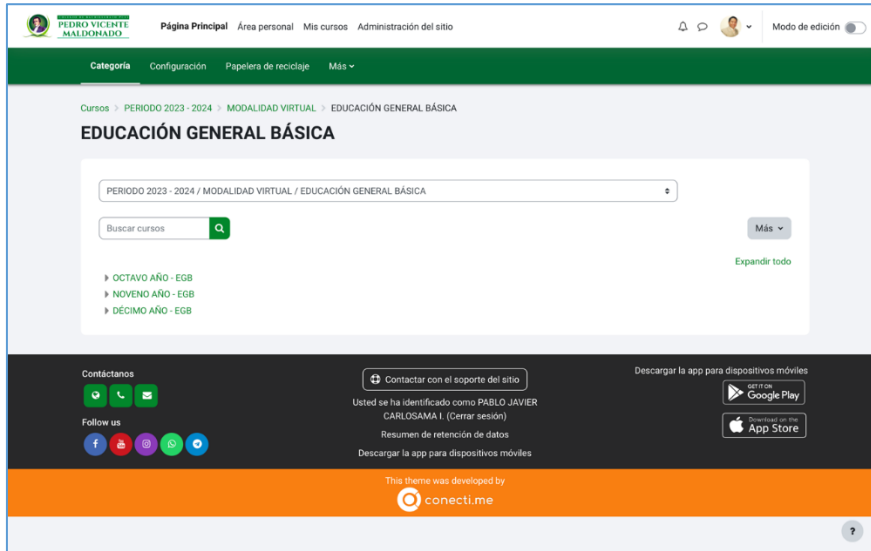 PEDRO VICENTE
MALDONADO
Página Principal Área personal Mis cursos Administración del sitio
Modo de edición
Categoría Configuración Papelera de reciclaje Más
Cursos > PERIODO 2023 - 2024 > MODALIDAD VIRTUAL > EDUCACIÓN GENERAL BÁSICA
EDUCACIÓN GENERAL BÁSICA
PERIODO 2023 - 2024 / MODALIDAD VIRTUAL / EDUCACIÓN GENERAL BÁSICA
Buscar cursos
Más
Expandir todo
OCTAVO AÑO - EGB
NOVENO AÑO - EGB
DÉCIMO AÑO - EGB
Contáctanos
Follow us
Contactar con el soporte del sitio
Usted se ha identificado como PABLO JAVIER
CARLOSAMA I. (Cerrar sesión)
Resumen de retención de datos
Descargar la app para dispositivos móviles
Descargar la app para dispositivos móviles
GET IT ON
Google Play
Download on the
App Store
This theme was developed by
conecti.me
?